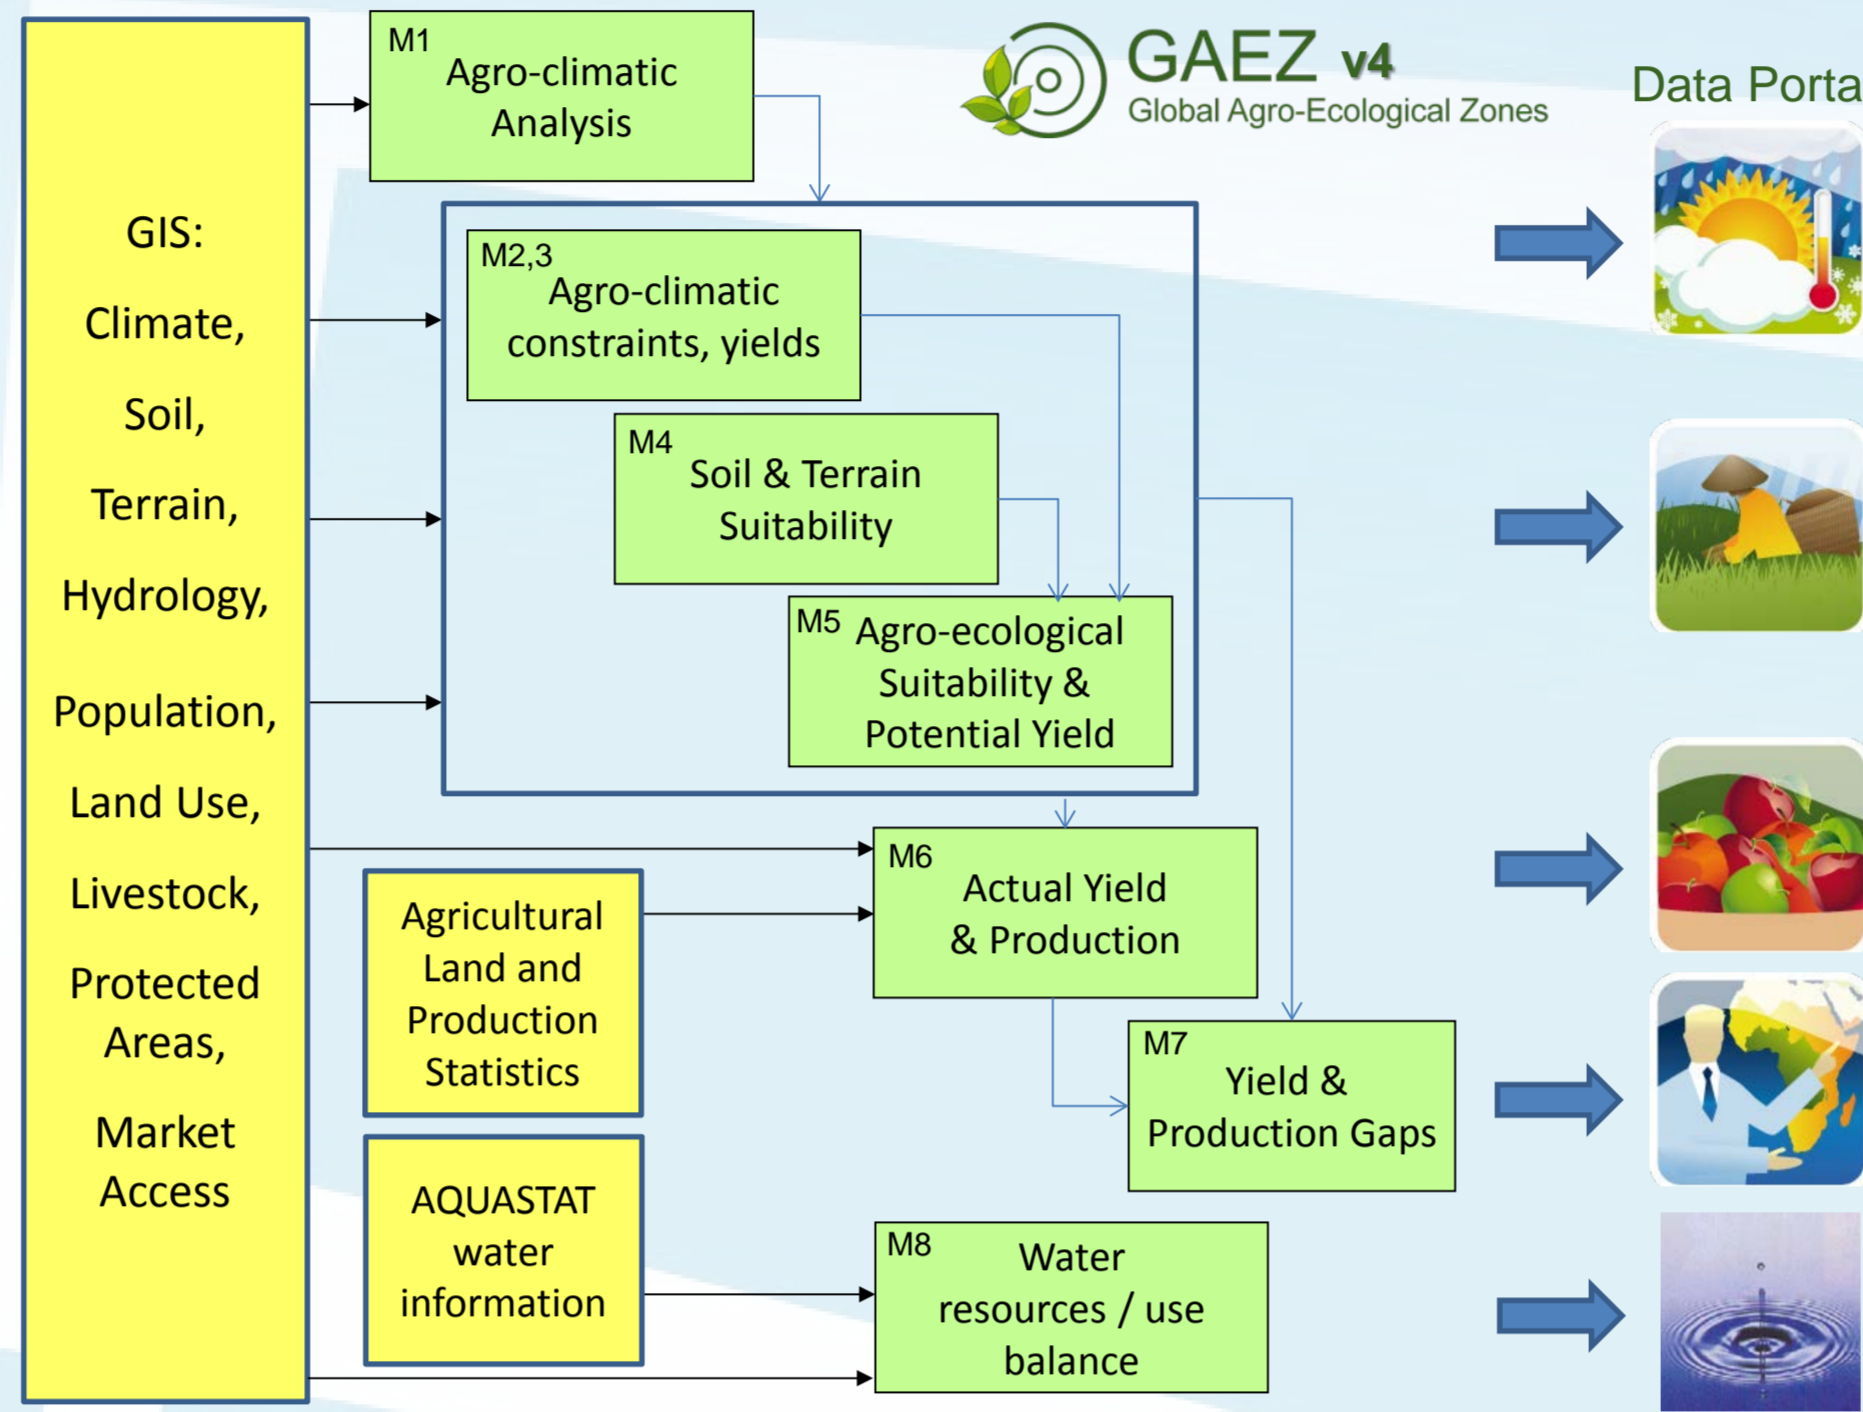 GIS:
Climate,
Soil,
Terrain,
Hydrology,
Population,
Land Use,
Livestock,
Protected
Areas,
Market
Access
M1
Agro-climatic
Analysis
GAEZ v4
Global Agro-Ecological Zones
Data Porta
M2,3
Agro-climatic
constraints, yields
M4
Soil & Terrain
Suitability
M5
Agro-ecological
Suitability &
Potential Yield
M6
Actual Yield
& Production
Agricultural
Land and
Production
Statistics
M7
Yield &
Production Gaps
AQUASTAT
water
information
M8
Water
resources / use
balance